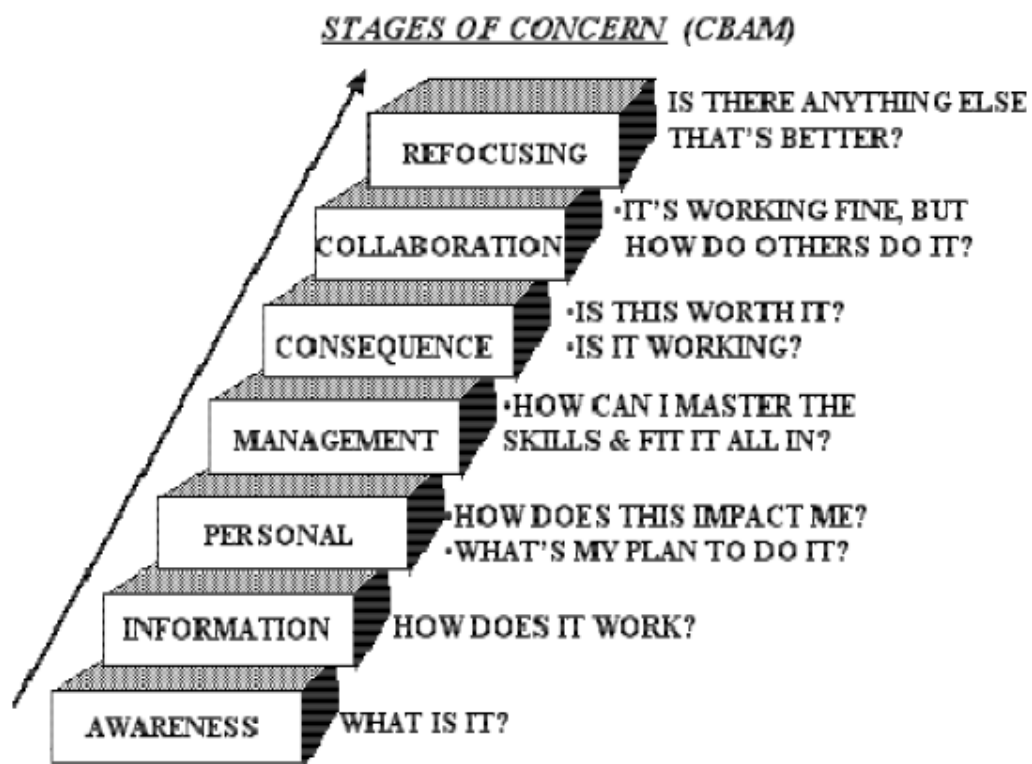 STAGES OF CONCERN (CBAM)
REFOCUSING
IS THERE ANYTHING ELSE
THAT'S BETTER?
COLLABORATION
•IT'S WORKING FINE, BUT
HOW DO OTHERS DO IT?
CONSEQUENCE
•IS THIS WORTH IT?
•IS IT WORKING?
MANAGEMENT
•HOW CAN I MASTER THE
SKILLS & FIT IT ALL IN?
PERSONAL
•HOW DOES THIS IMPACT ME?
•WHAT'S MY PLAN TO DO IT?
INFORMATION
HOW DOES IT WORK?
AWARENESS
WHAT IS IT?